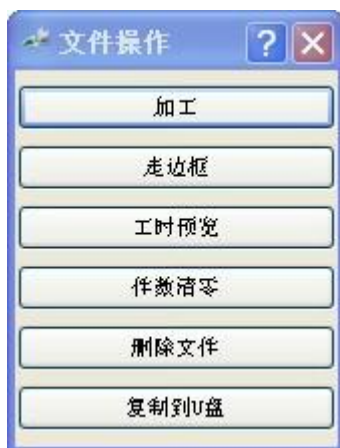 文件操作
加工
走边框
工时预览
件数清零
删除文件
复制到U盘